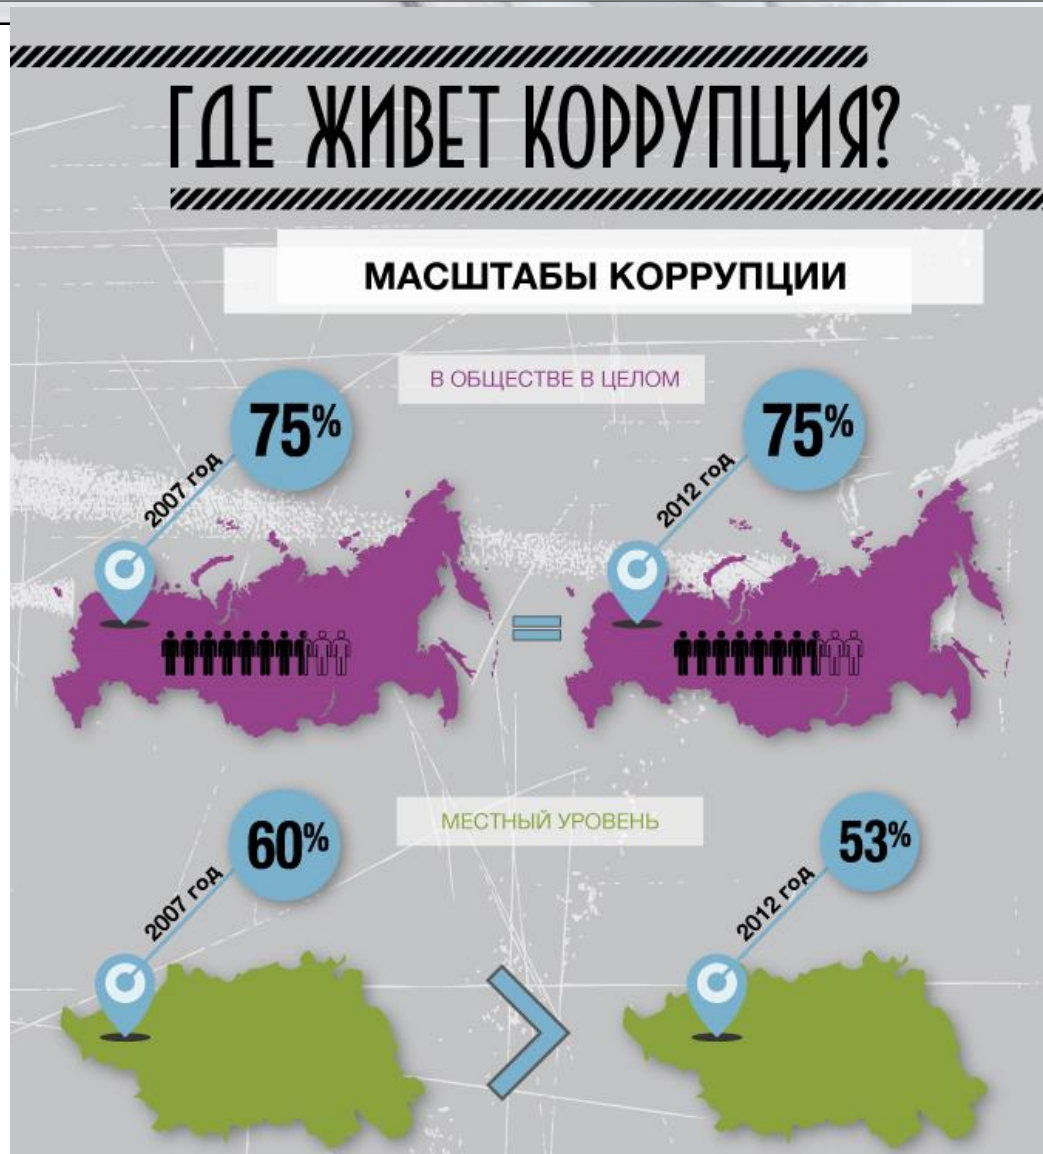 ГДЕ ЖИВЕТ КОРРУПЦИЯ?
МАСШТАБЫ КОРРУПЦИИ
В ОБЩЕСТВЕ В ЦЕЛОМ
75%
2007 год
75%
2012 год
=
МЕСТНЫЙ УРОВЕНЬ
60%
2007 год
53%
2012 год
>